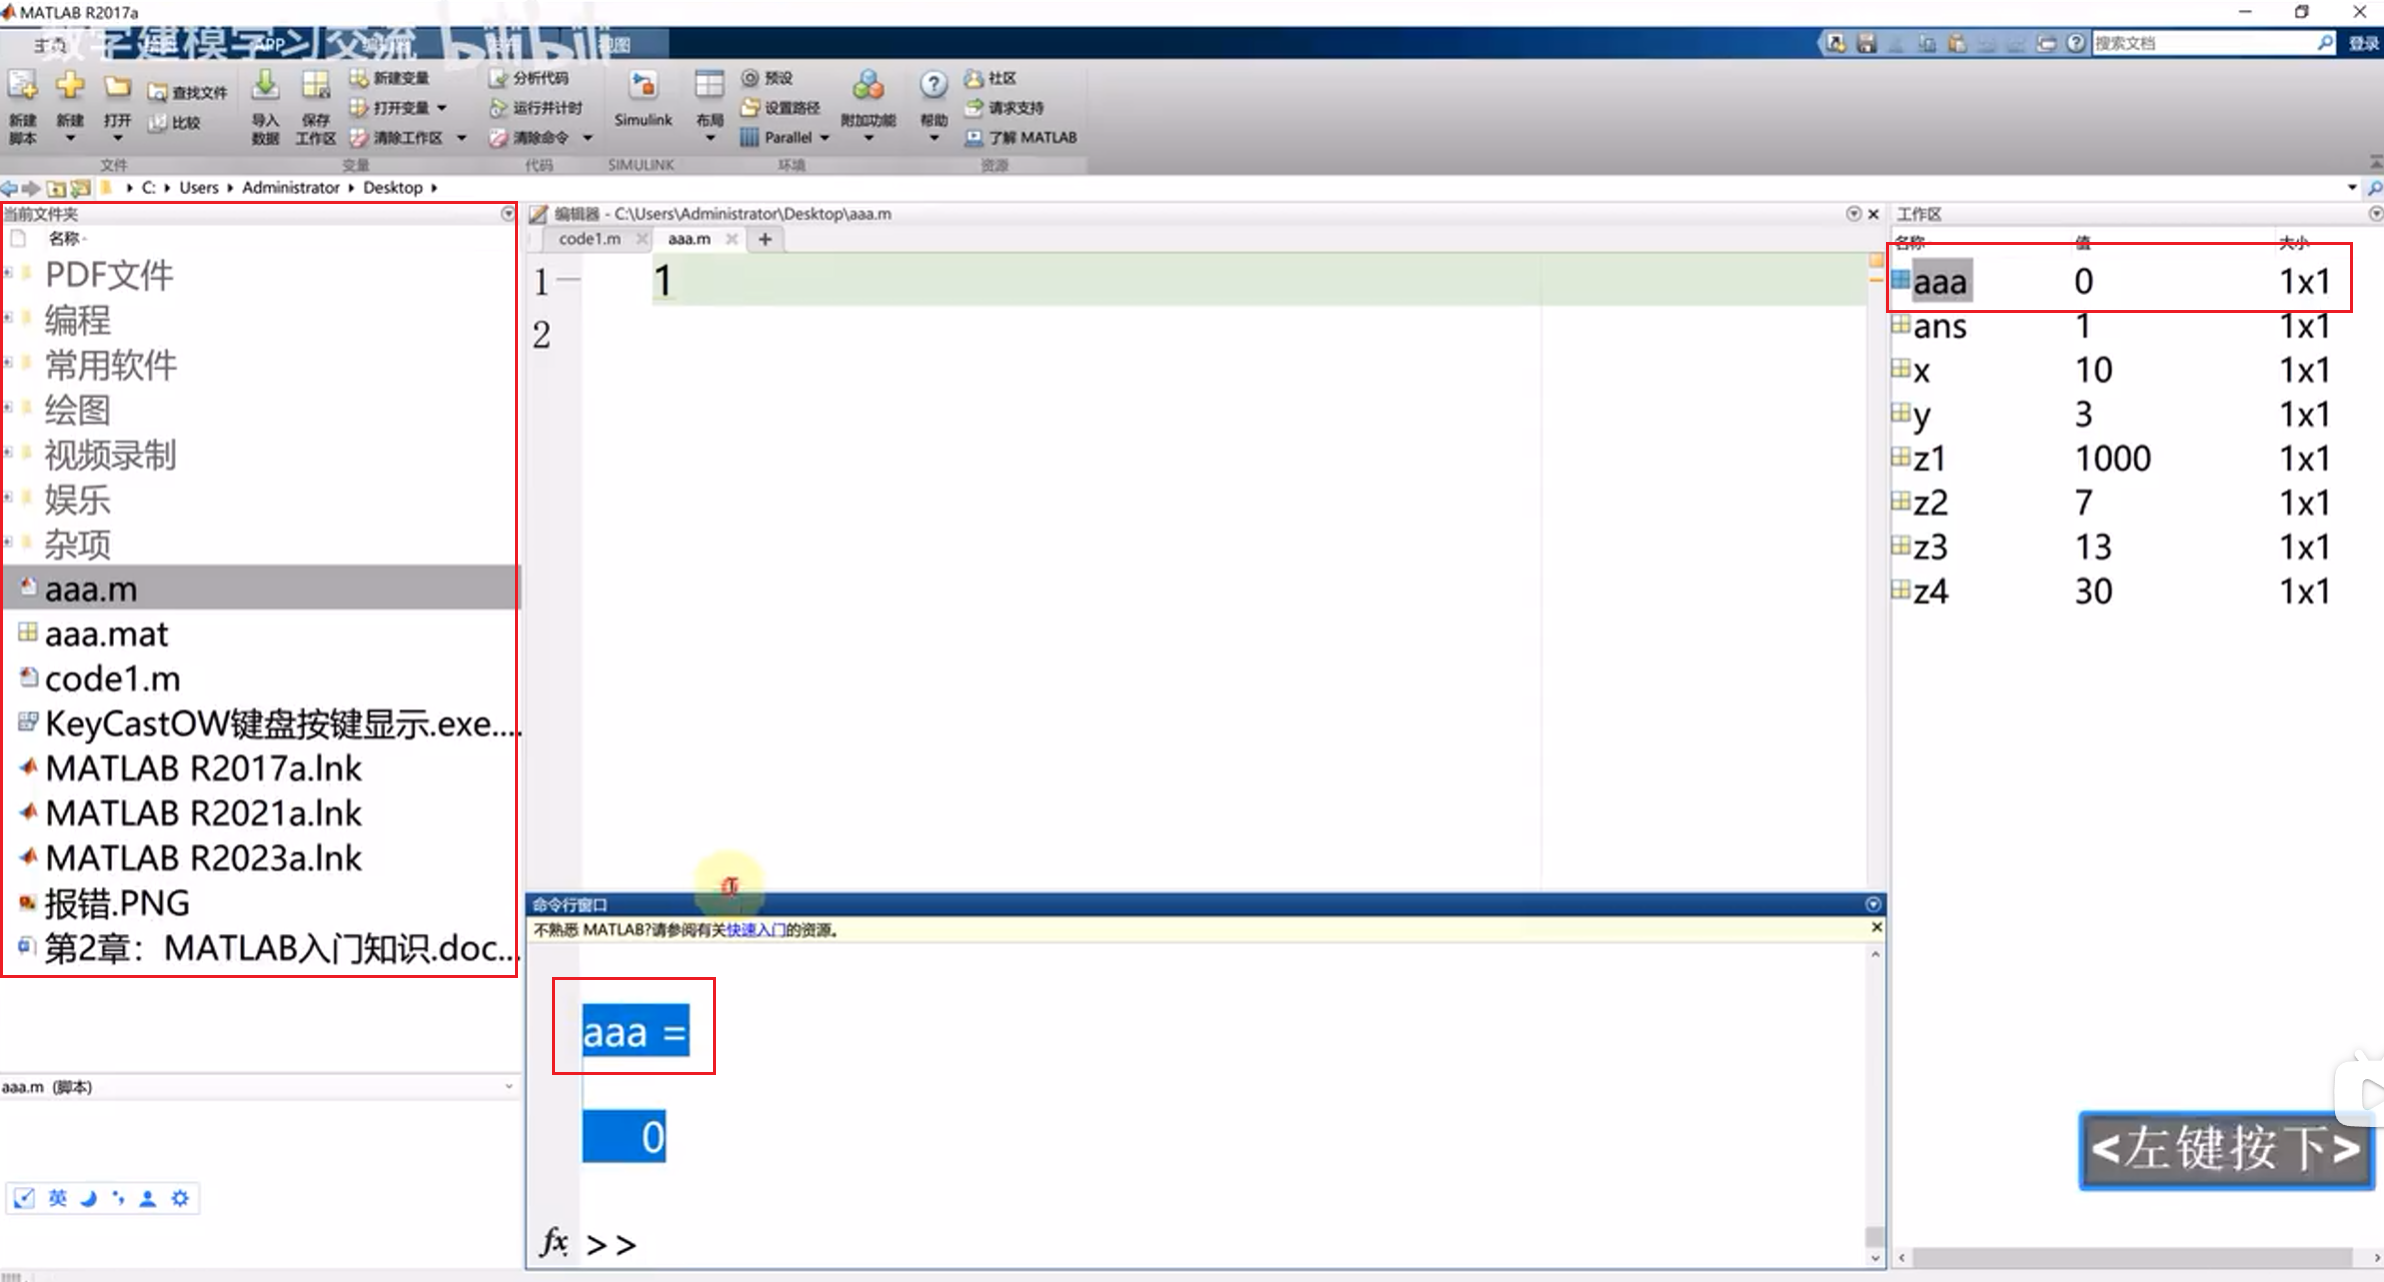 MATLAB R2017a
数学建模学习交流 bilibili
主页 APP 编辑器 视图
搜索文档 登录
新建脚本 新建 打开 查找文件 比较
导入数据 保存工作区 新建变量 打开变量 清除工作区
分析代码 运行并计时 清除命令
Simulink 布局 预设 设置路径 Parallel
附加功能 帮助 社区 请求支持 了解 MATLAB
文件 变量 代码 SIMULINK 环境 资源
C: Users Administrator Desktop
当前文件夹
名称
PDF文件
编程
常用软件
绘图
视频录制
娱乐
杂项
aaa.m
aaa.mat
code1.m
KeyCastOW键盘按键显示.exe....
MATLAB R2017a.lnk
MATLAB R2021a.lnk
MATLAB R2023a.lnk
报错.PNG
第2章：MATLAB入门知识.doc...
aaa.m (脚本)
英
编辑器 - C:\Users\Administrator\Desktop\aaa.m
code1.m aaa.m +
1 1
2
命令行窗口
不熟悉 MATLAB?请参阅有关快速入门的资源。
aaa =
0
fx >>
工作区
名称 值 大小
aaa 0 1x1
ans 1 1x1
x 10 1x1
y 3 1x1
z1 1000 1x1
z2 7 1x1
z3 13 1x1
z4 30 1x1
<左键按下>